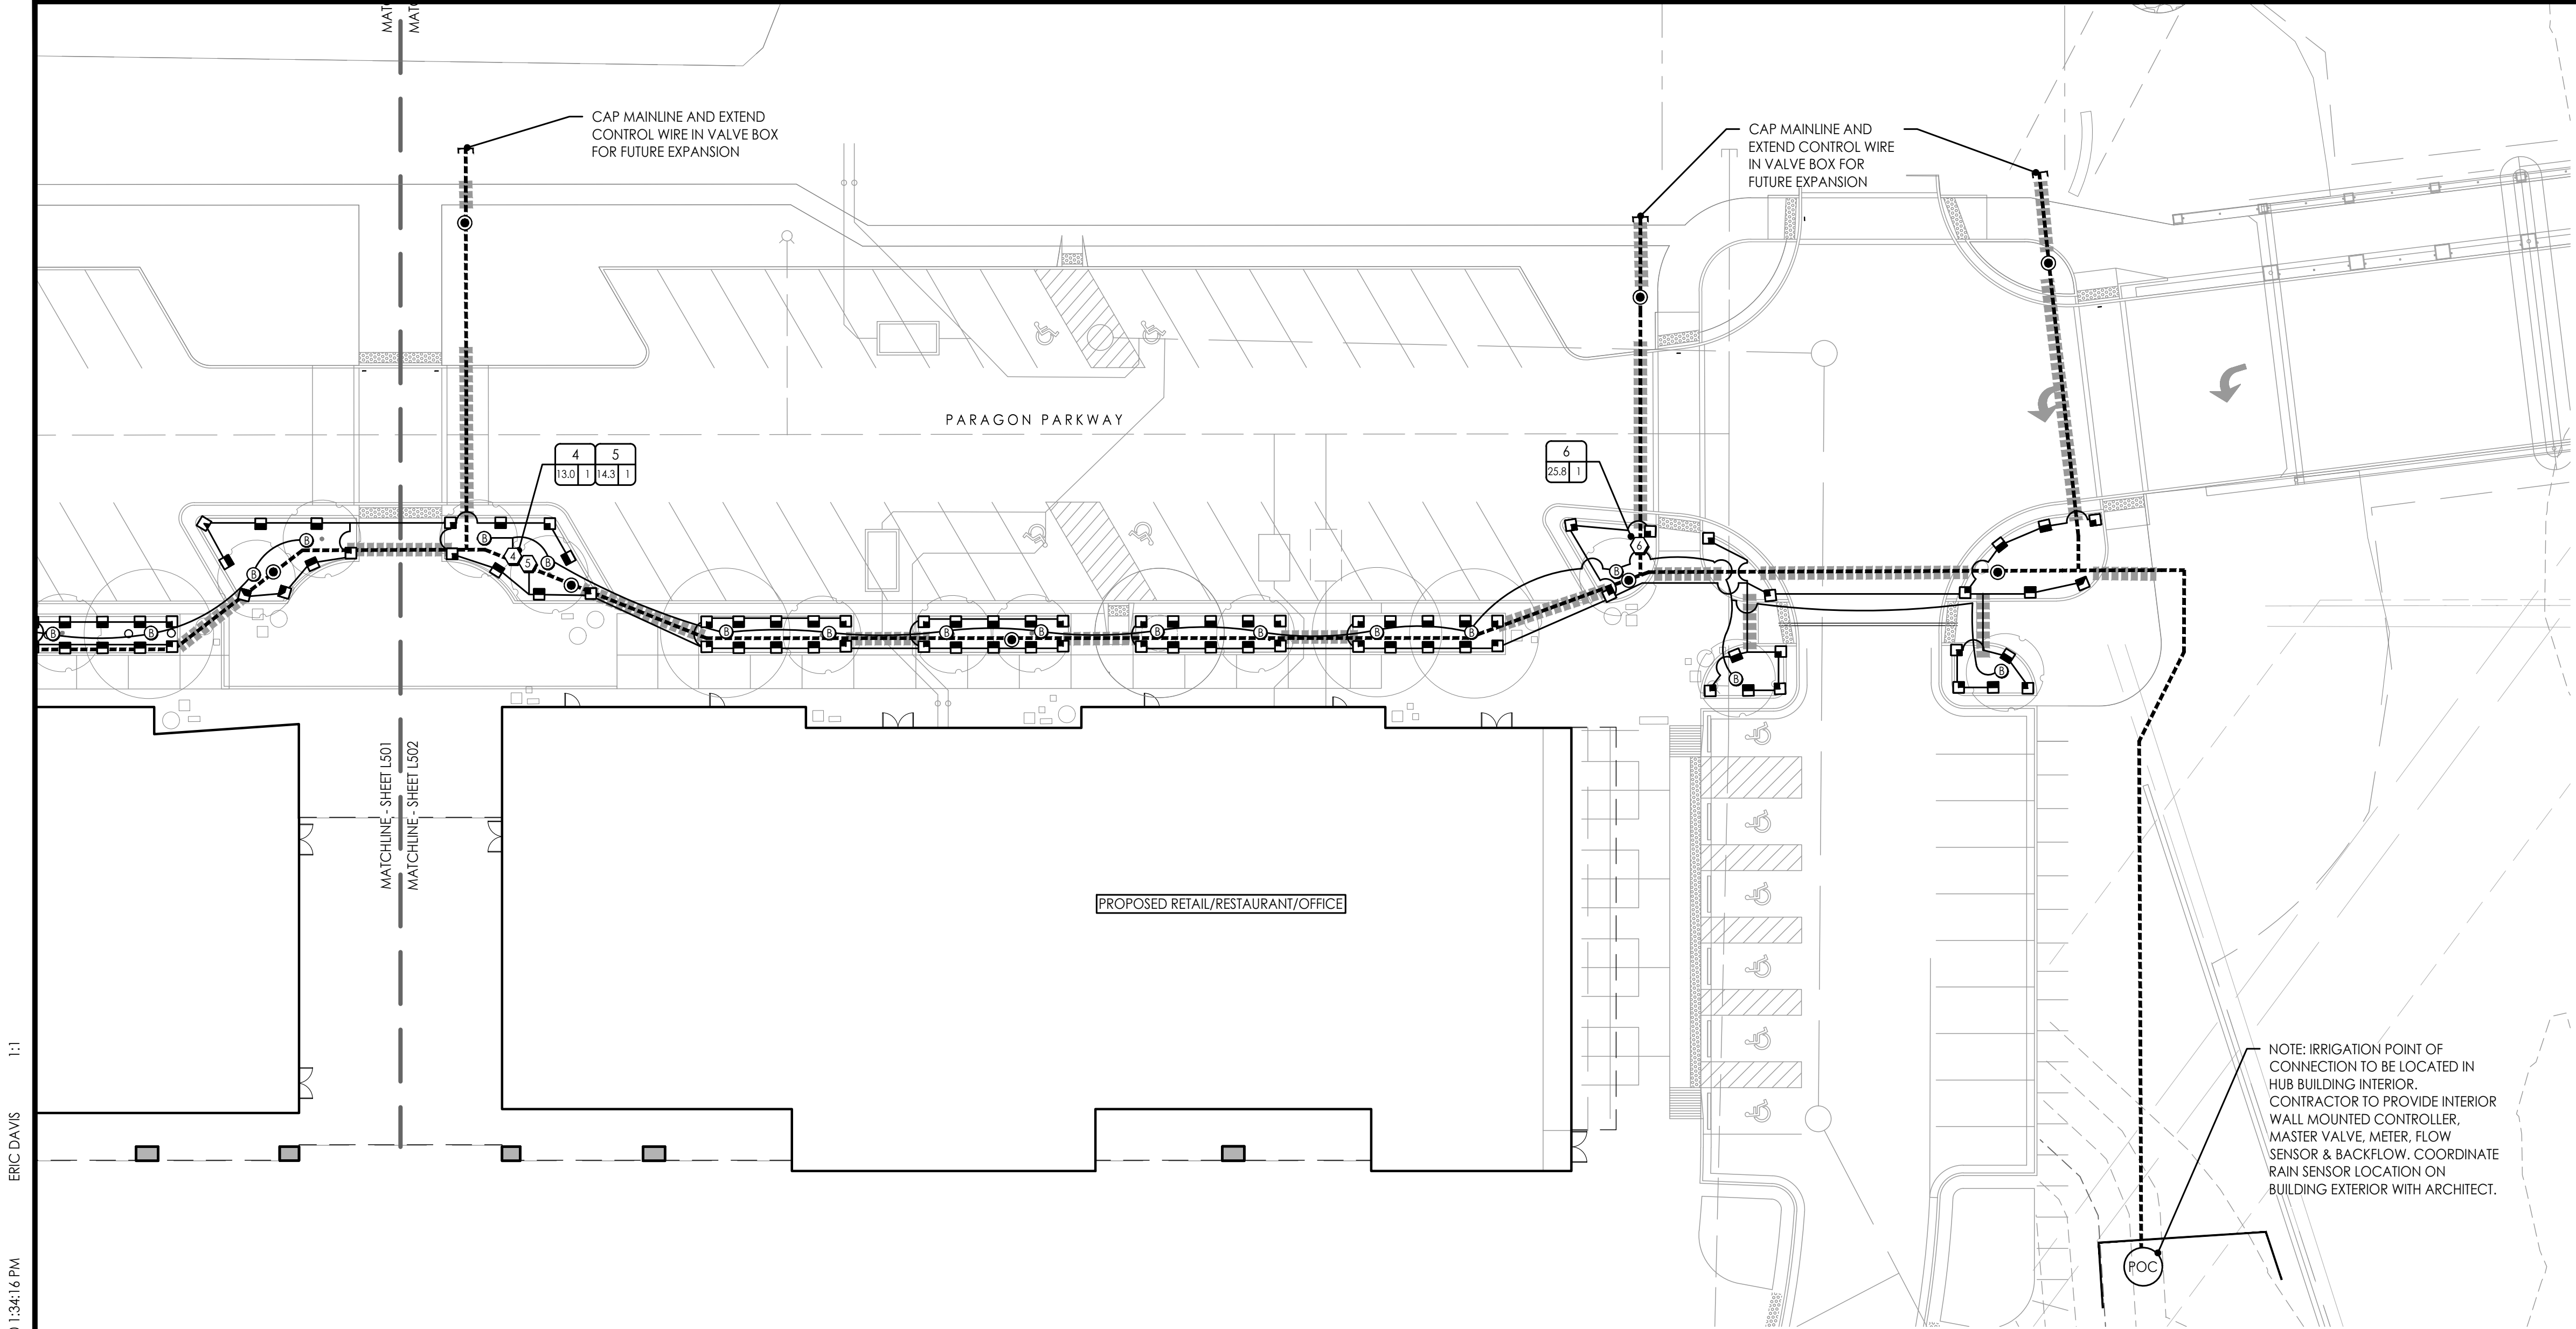 CAP MAINLINE AND EXTEND
CONTROL WIRE IN VALVE BOX
FOR FUTURE EXPANSION
CAP MAINLINE AND
EXTEND CONTROL WIRE
IN VALVE BOX FOR
FUTURE EXPANSION
PARAGON PARKWAY
4 5
13.0 1 14.3 1
6
25.8 1
B
B
B
B
B
4
5
B
B
B
B
B
B
B
B
B
B
6
B
B
MATCHLINE - SHEET L501
MATCHLINE - SHEET L502
PROPOSED RETAIL/RESTAURANT/OFFICE
NOTE: IRRIGATION POINT OF
CONNECTION TO BE LOCATED IN
HUB BUILDING INTERIOR.
CONTRACTOR TO PROVIDE INTERIOR
WALL MOUNTED CONTROLLER,
MASTER VALVE, METER, FLOW
SENSOR & BACKFLOW. COORDINATE
RAIN SENSOR LOCATION ON
BUILDING EXTERIOR WITH ARCHITECT.
POC
1:1
ERIC DAVIS
1:34:16 PM